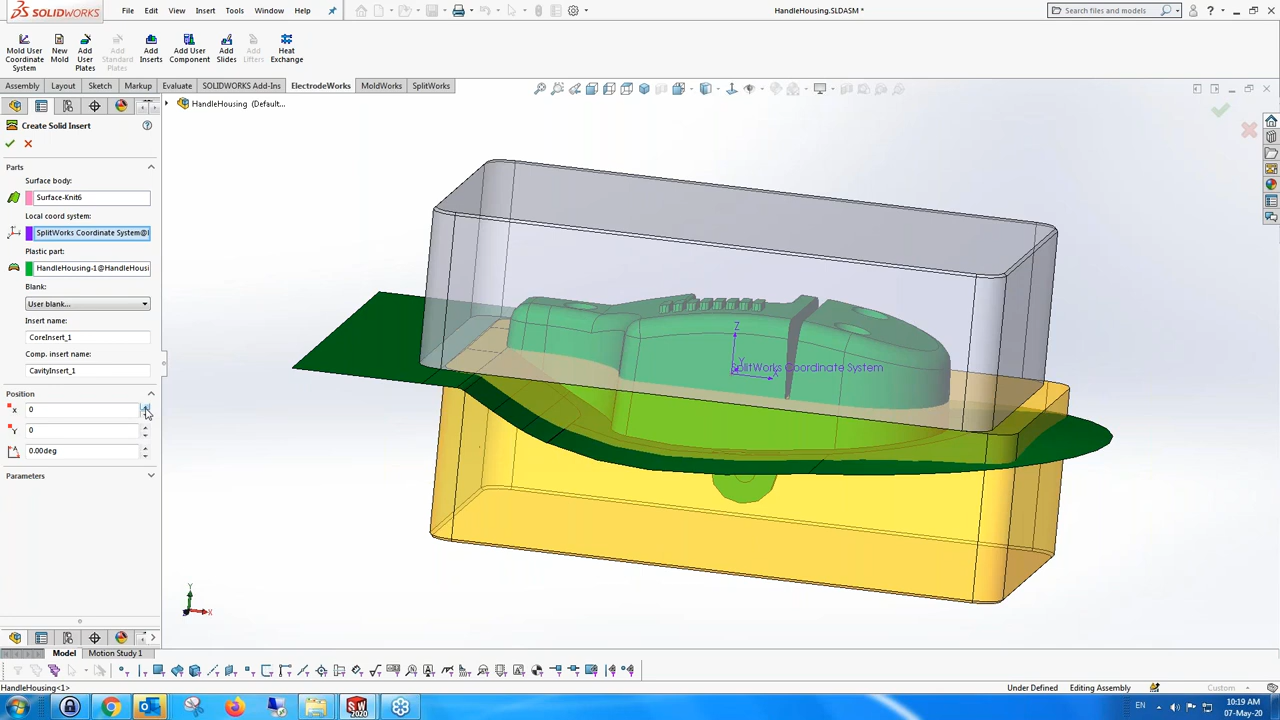 SOLIDWORKS File Edit View Insert Tools Window Help HandleHousing.SLDASM * Search files and models
Mold User Coordinate System
New Mold
Add User Plates
Add Standard Plates
Add Inserts
Add User Component
Add Slides
Add Lifters
Heat Exchange
Assembly Layout Sketch Markup Evaluate SOLIDWORKS Add-Ins ElectrodeWorks MoldWorks SplitWorks
HandleHousing (Default...
Create Solid Insert
Parts
Surface body:
Surface-Knit6
Local coord system:
SplitWorks Coordinate System@
Plastic part:
HandleHousing-1@HandleHousi
Blank:
User blank...
Insert name:
CoreInsert_1
Comp. insert name:
CavityInsert_1
Position
X 0
Y 0
0.00deg
Parameters
Z
Y
X
SplitWorks Coordinate System
Y
X
Model Motion Study 1
HandleHousing<1> Under Defined Editing Assembly Custom
SW 2020
EN 10:19 AM
07-May-20